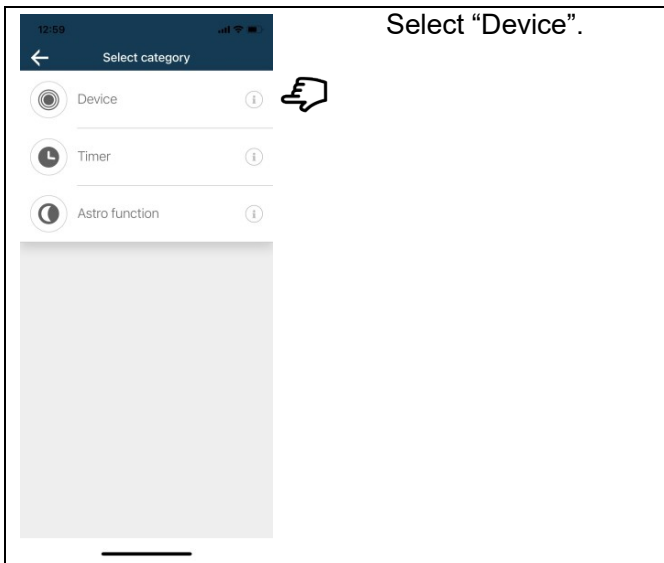 12:59
Select category
Device
Timer
Astro function
Select “Device”.